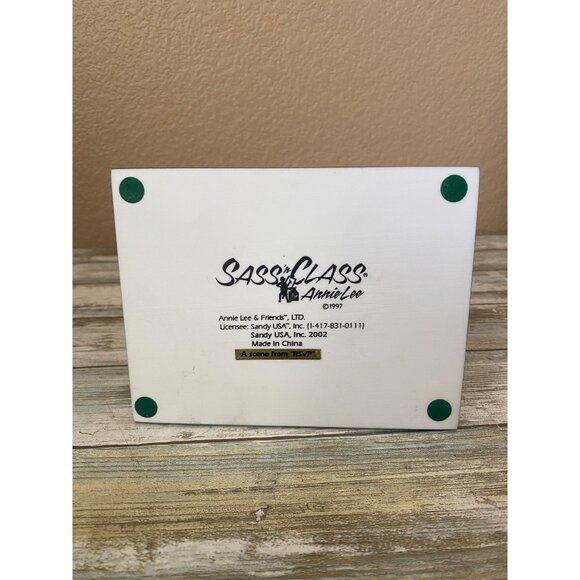 SASS 'n CLASS®
Annie Lee
©1997
Annie Lee & Friends™, LTD.
Licensee: Sandy USA™, Inc. (1-417-831-0111)
Sandy USA, Inc. 2002
Made in China
A scene from "RSVP"